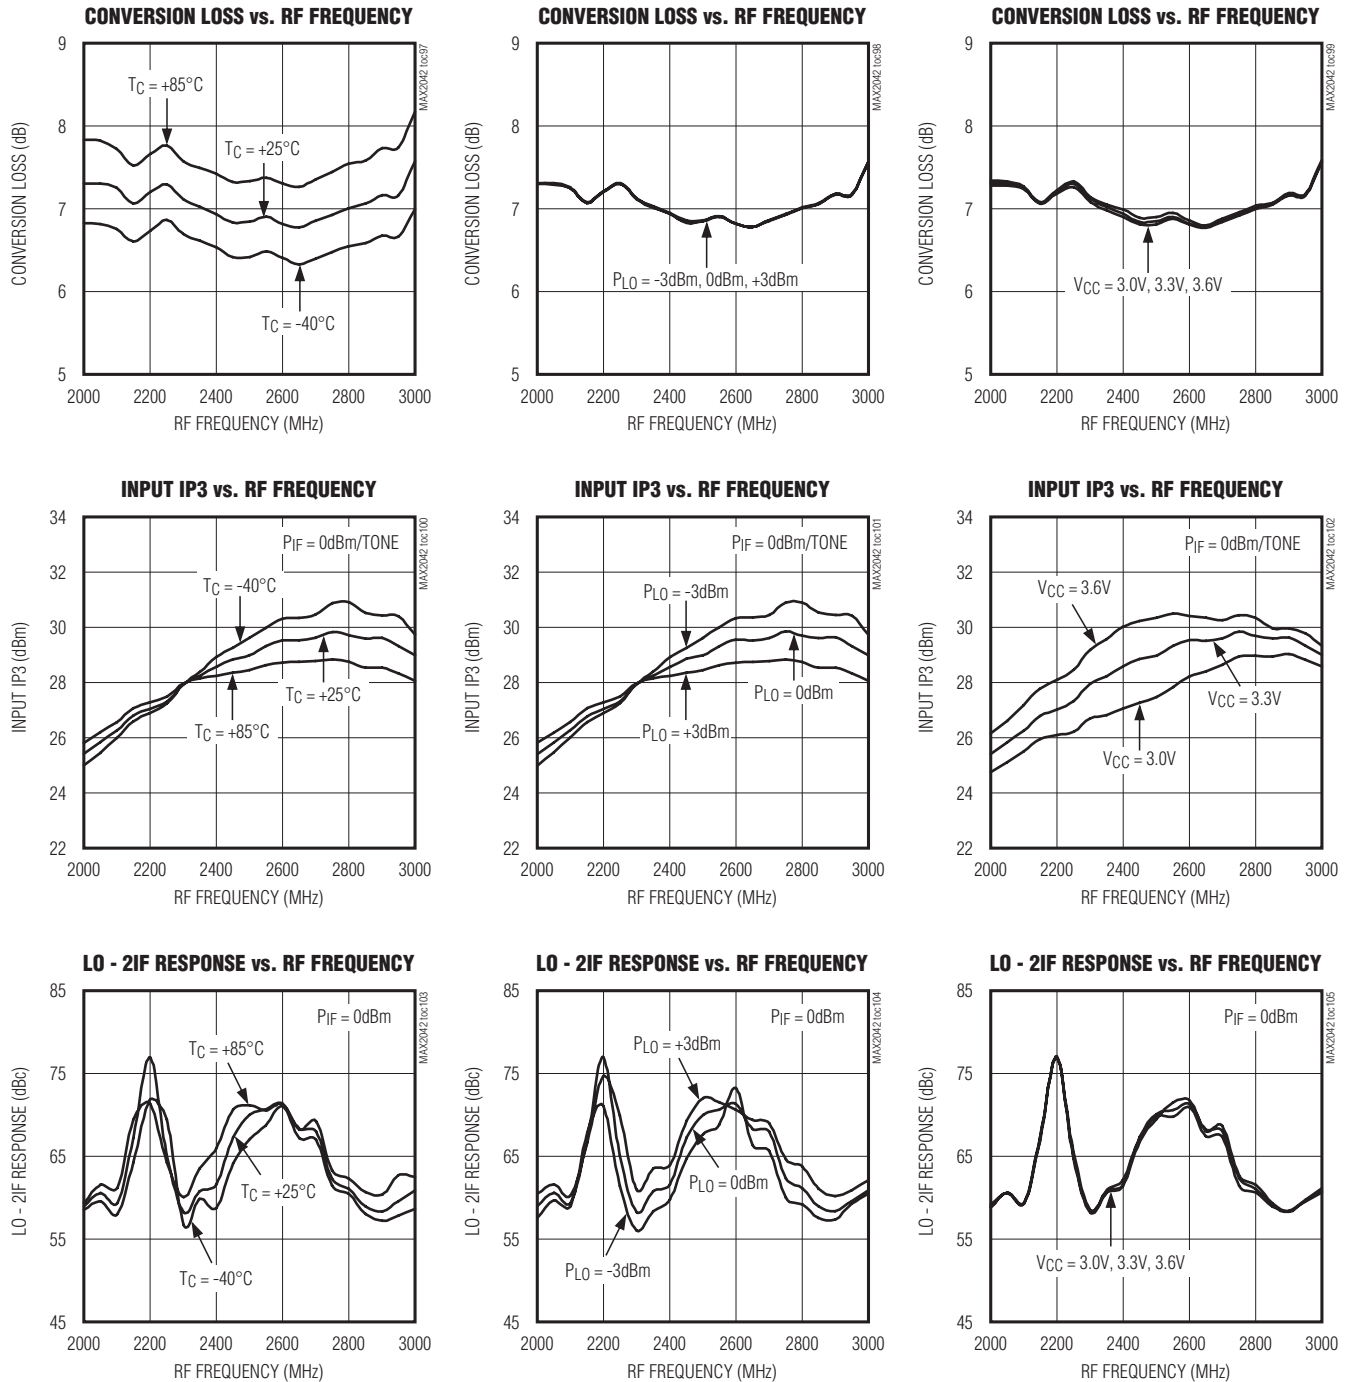 CONVERSION LOSS vs. RF FREQUENCY
9
8
7
6
5
CONVERSION LOSS (dB)
TC = +85°C
TC = +25°C
TC = -40°C
MAX2042 toc97
2000 2200 2400 2600 2800 3000
RF FREQUENCY (MHz)
CONVERSION LOSS vs. RF FREQUENCY
9
8
7
6
5
CONVERSION LOSS (dB)
PLO = -3dBm, 0dBm, +3dBm
MAX2042 toc98
2000 2200 2400 2600 2800 3000
RF FREQUENCY (MHz)
CONVERSION LOSS vs. RF FREQUENCY
9
8
7
6
5
CONVERSION LOSS (dB)
VCC = 3.0V, 3.3V, 3.6V
MAX2042 toc99
2000 2200 2400 2600 2800 3000
RF FREQUENCY (MHz)
INPUT IP3 vs. RF FREQUENCY
34
32
30
28
26
24
22
INPUT IP3 (dBm)
PIF = 0dBm/TONE
TC = -40°C
TC = +25°C
TC = +85°C
MAX2042 toc100
2000 2200 2400 2600 2800 3000
RF FREQUENCY (MHz)
INPUT IP3 vs. RF FREQUENCY
34
32
30
28
26
24
22
INPUT IP3 (dBm)
PIF = 0dBm/TONE
PLO = -3dBm
PLO = 0dBm
PLO = +3dBm
MAX2042 toc101
2000 2200 2400 2600 2800 3000
RF FREQUENCY (MHz)
INPUT IP3 vs. RF FREQUENCY
34
32
30
28
26
24
22
INPUT IP3 (dBm)
PIF = 0dBm/TONE
VCC = 3.6V
VCC = 3.3V
VCC = 3.0V
MAX2042 toc102
2000 2200 2400 2600 2800 3000
RF FREQUENCY (MHz)
LO - 2IF RESPONSE vs. RF FREQUENCY
85
75
65
55
45
LO - 2IF RESPONSE (dBc)
PIF = 0dBm
TC = +85°C
TC = +25°C
TC = -40°C
MAX2042 toc103
2000 2200 2400 2600 2800 3000
RF FREQUENCY (MHz)
LO - 2IF RESPONSE vs. RF FREQUENCY
85
75
65
55
45
LO - 2IF RESPONSE (dBc)
PIF = 0dBm
PLO = +3dBm
PLO = 0dBm
PLO = -3dBm
MAX2042 toc104
2000 2200 2400 2600 2800 3000
RF FREQUENCY (MHz)
LO - 2IF RESPONSE vs. RF FREQUENCY
85
75
65
55
45
LO - 2IF RESPONSE (dBc)
PIF = 0dBm
VCC = 3.0V, 3.3V, 3.6V
MAX2042 toc105
2000 2200 2400 2600 2800 3000
RF FREQUENCY (MHz)